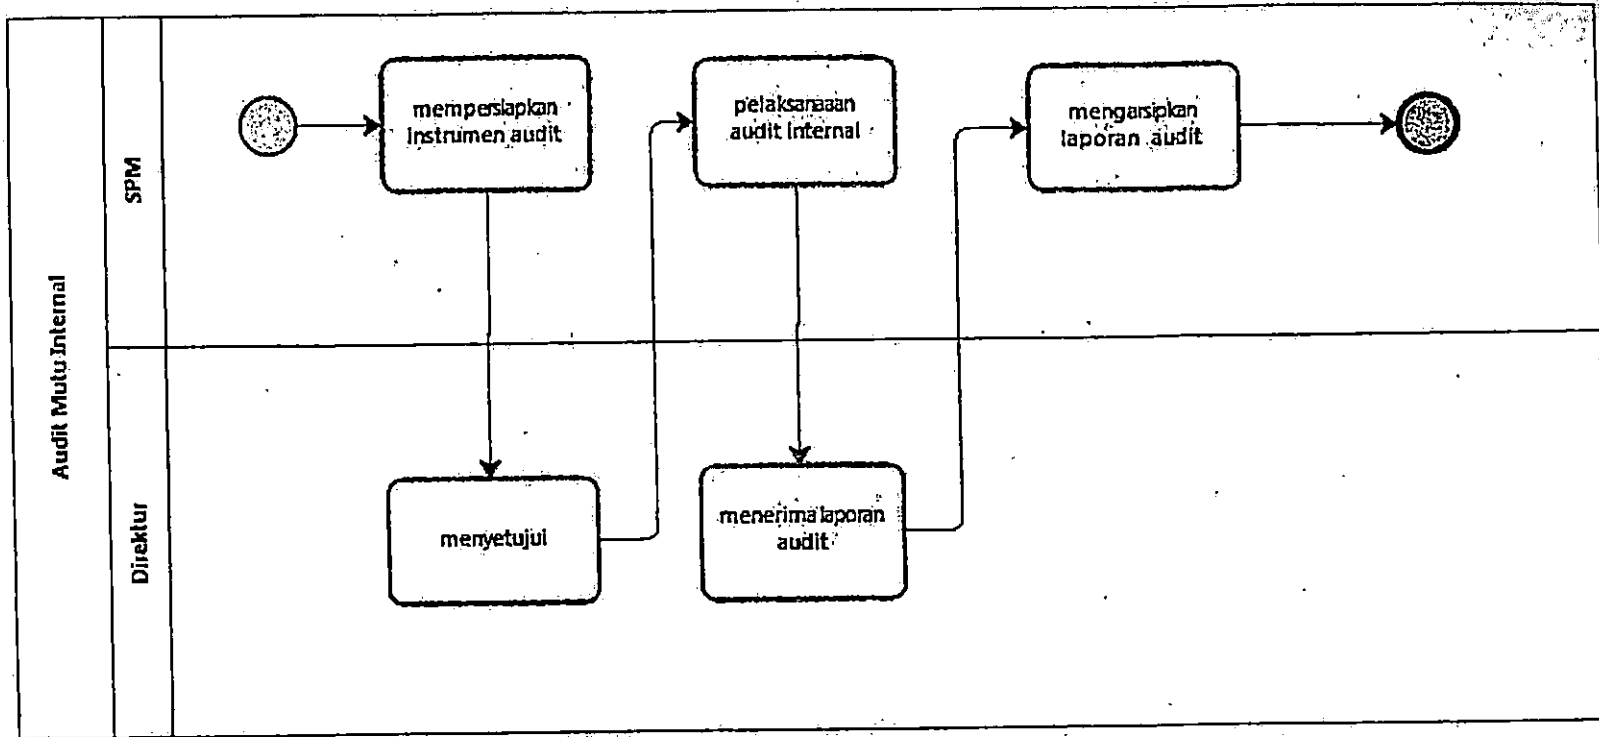 Audit Mutu Internal
SPM
mempersiapkan
instrumen audit
pelaksanaaan
audit internal
mengarsipkan
laporan audit
Direktur
menyetujui
menerima laporan
audit